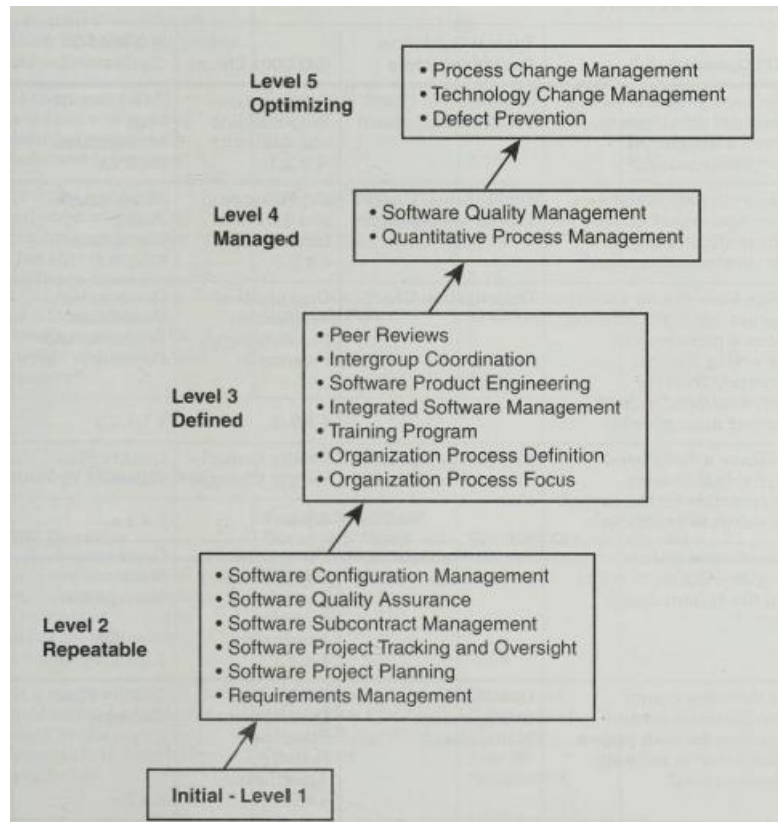 Level 5
Optimizing
• Process Change Management
• Technology Change Management
• Defect Prevention
Level 4
Managed
• Software Quality Management
• Quantitative Process Management
Level 3
Defined
• Peer Reviews
• Intergroup Coordination
• Software Product Engineering
• Integrated Software Management
• Training Program
• Organization Process Definition
• Organization Process Focus
Level 2
Repeatable
• Software Configuration Management
• Software Quality Assurance
• Software Subcontract Management
• Software Project Tracking and Oversight
• Software Project Planning
• Requirements Management
Initial - Level 1